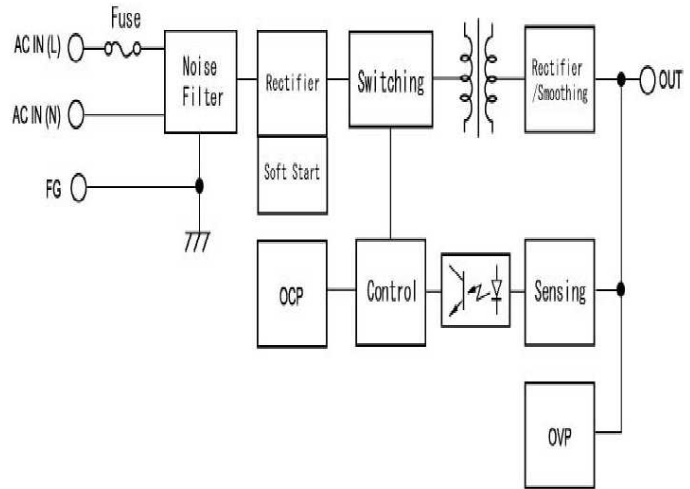 Fuse
AC IN (L)
Noise
Filter
Rectifier
Switching
Rectifier
/Smoothing
OUT
AC IN (N)
Soft Start
FG
OCP
Control
Sensing
OVP